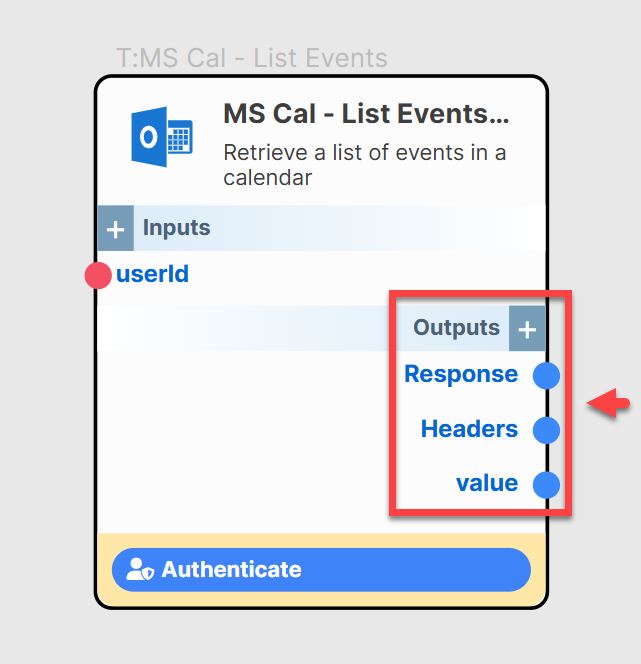 T:MS Cal - List Events
MS Cal - List Events...
Retrieve a list of events in a
calendar
+ Inputs
userId
Outputs +
Response
Headers
value
Authenticate